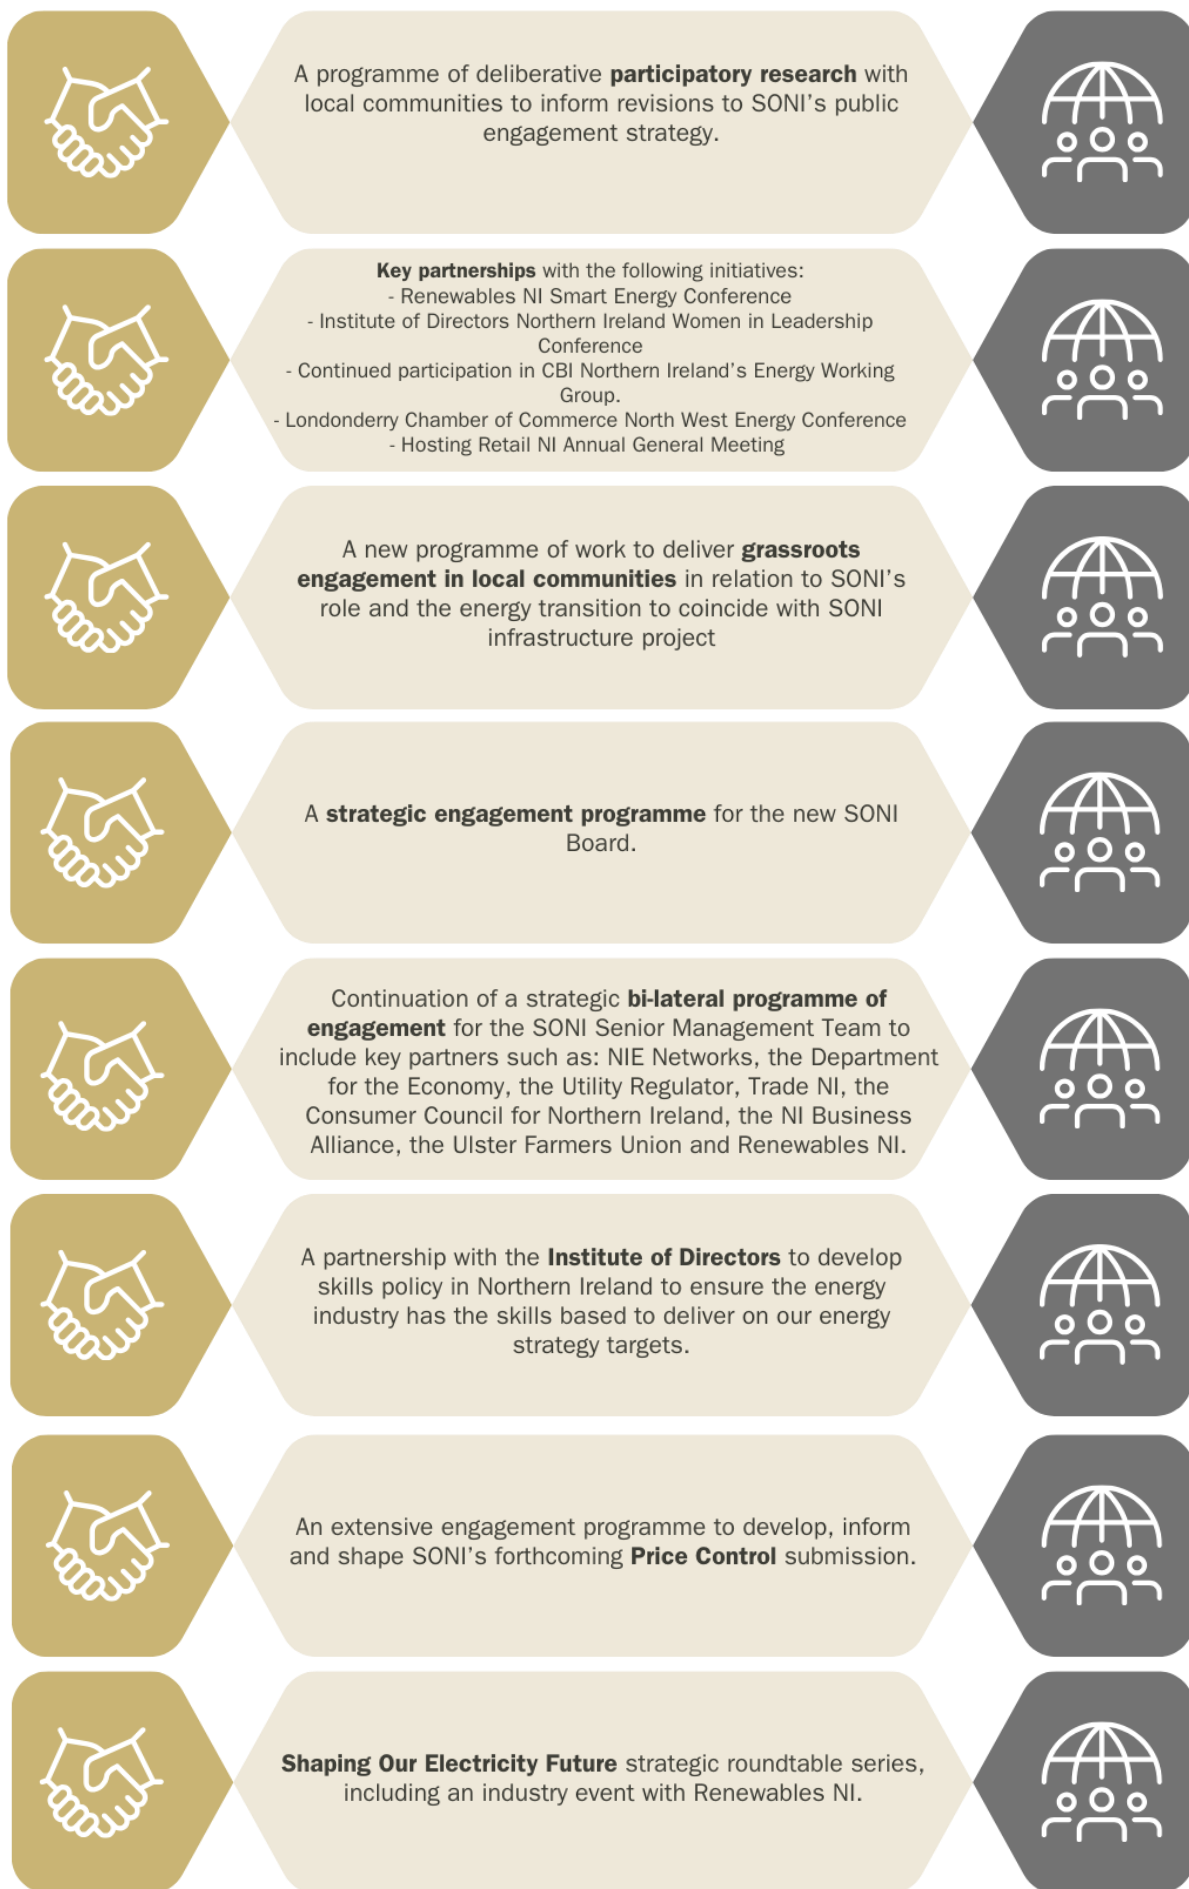 A programme of deliberative participatory research with
local communities to inform revisions to SONI's public
engagement strategy.
Key partnerships with the following initiatives:
- Renewables NI Smart Energy Conference
- Institute of Directors Northern Ireland Women in Leadership
Conference
- Continued participation in CBI Northern Ireland's Energy Working
Group.
- Londonderry Chamber of Commerce North West Energy Conference
- Hosting Retail NI Annual General Meeting
A new programme of work to deliver grassroots
engagement in local communities in relation to SONI's
role and the energy transition to coincide with SONI
infrastructure project
A strategic engagement programme for the new SONI
Board.
Continuation of a strategic bi-lateral programme of
engagement for the SONI Senior Management Team to
include key partners such as: NIE Networks, the Department
for the Economy, the Utility Regulator, Trade NI, the
Consumer Council for Northern Ireland, the NI Business
Alliance, the Ulster Farmers Union and Renewables NI.
A partnership with the Institute of Directors to develop
skills policy in Northern Ireland to ensure the energy
industry has the skills based to deliver on our energy
strategy targets.
An extensive engagement programme to develop, inform
and shape SONI's forthcoming Price Control submission.
Shaping Our Electricity Future strategic roundtable series,
including an industry event with Renewables NI.